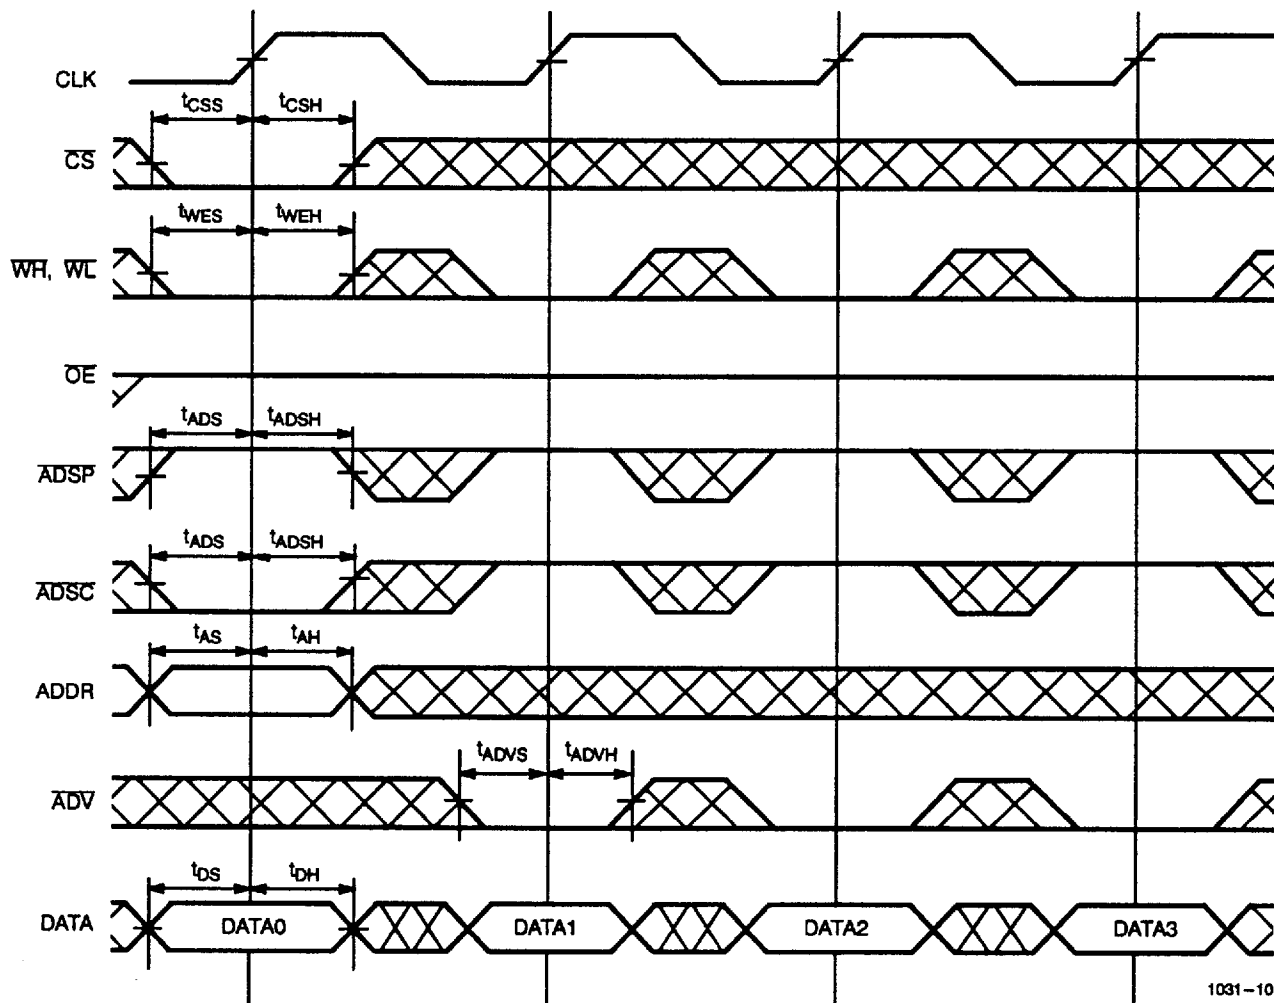 CLK
tCSS tCSH
CS
tWES tWEH
WH, WL
OE
tADS tADSH
ADSP
tADS tADSH
ADSC
tAS tAH
ADDR
tADVS tADVH
ADV
tDS tDH
DATA DATA0 DATA1 DATA2 DATA3
1031–10